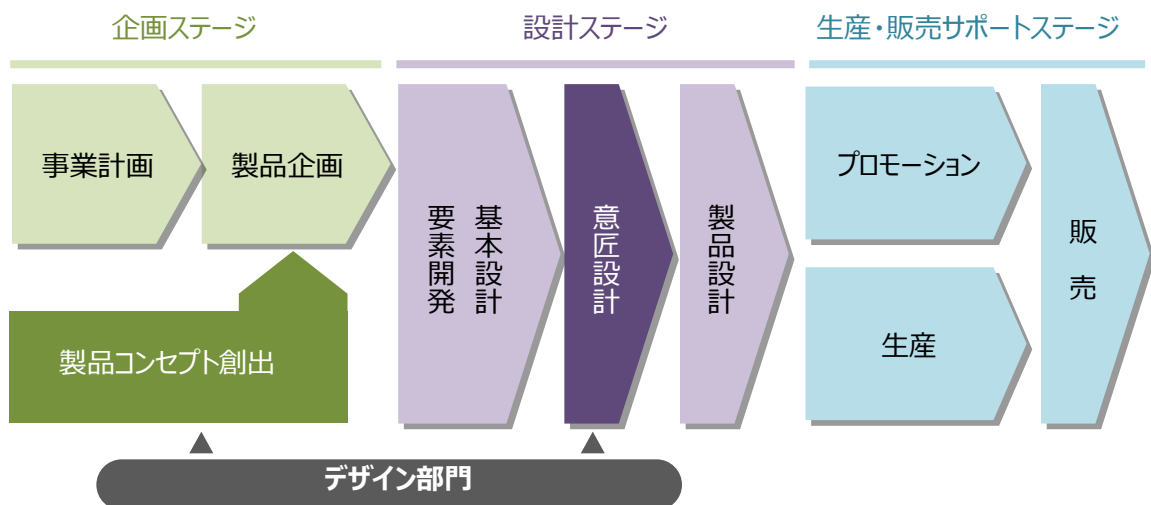 企画ステージ
設計ステージ
生産・販売サポートステージ
事業計画
製品企画
製品コンセプト創出
基本設計
要素開発
意匠設計
製品設計
プロモーション
生産
販売
デザイン部門